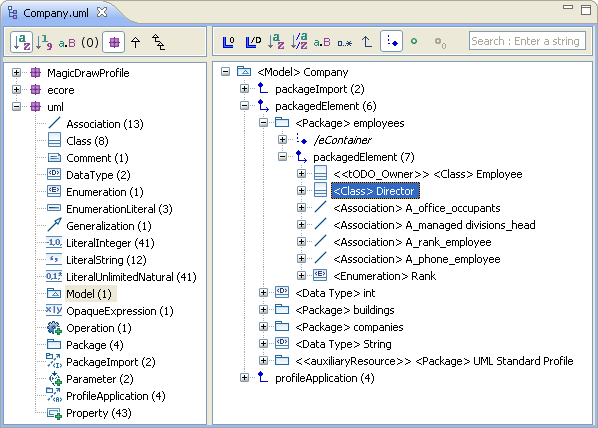 Company.uml
a z 1 9 a.B (0)
MagicDrawProfile
ecore
uml
Association (13)
Class (8)
Comment (1)
DataType (2)
Enumeration (1)
EnumerationLiteral (3)
Generalization (1)
LiteralInteger (41)
LiteralString (12)
LiteralUnlimitedNatural (41)
Model (1)
OpaqueExpression (1)
Operation (1)
Package (4)
PackageImport (2)
Parameter (2)
ProfileApplication (4)
Property (43)
a.B 0..* Search : Enter a string
<Model> Company
packageImport (2)
packagedElement (6)
<Package> employees
/eContainer
packagedElement (7)
<<tODO_Owner>> <Class> Employee
<Class> Director
<Association> A_office_occupants
<Association> A_managed divisions_head
<Association> A_rank_employee
<Association> A_phone_employee
<Enumeration> Rank
<Data Type> int
<Package> buildings
<Package> companies
<Data Type> String
<<auxiliaryResource>> <Package> UML Standard Profile
profileApplication (4)